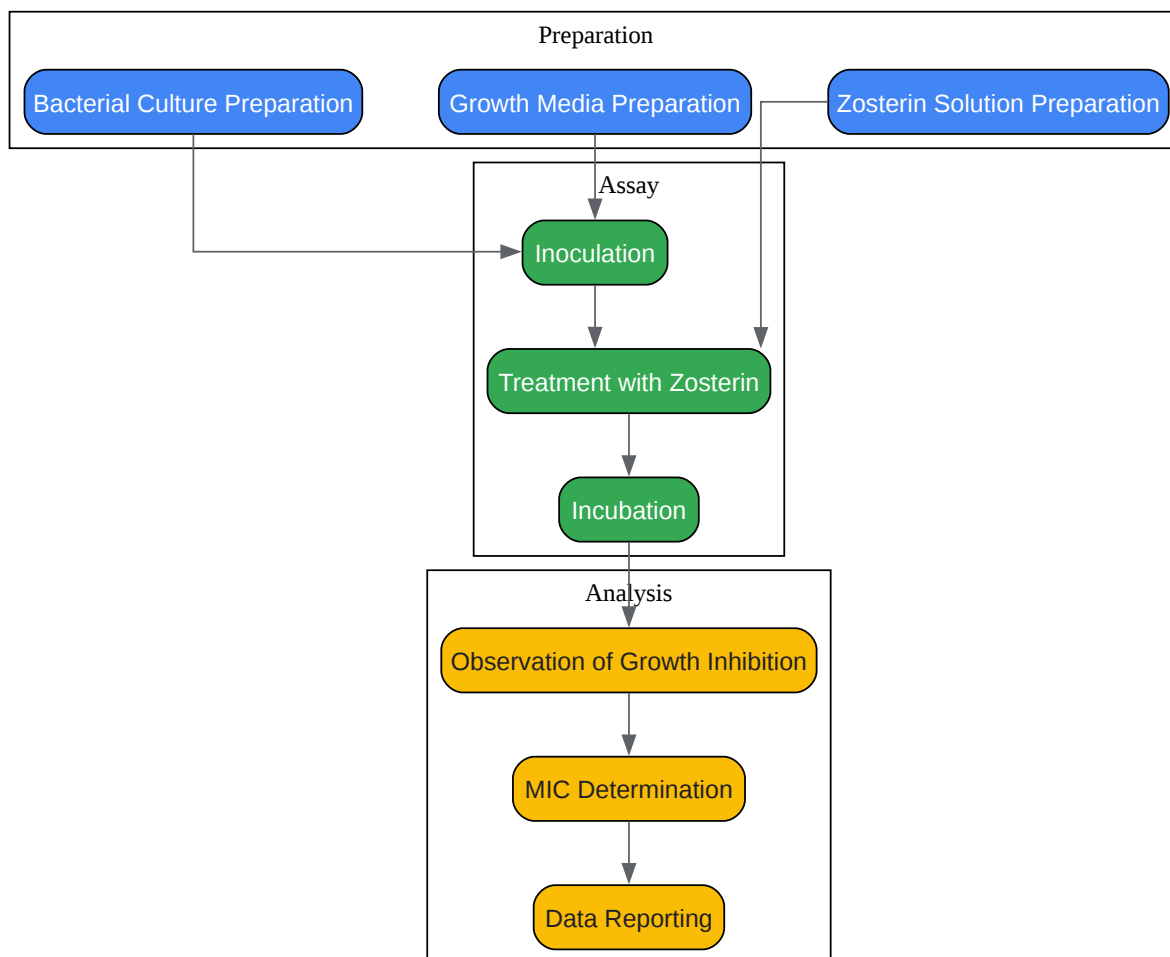 Preparation
Bacterial Culture Preparation
Growth Media Preparation
Zosterin Solution Preparation
Assay
Inoculation
Treatment with Zosterin
Incubation
Analysis
Observation of Growth Inhibition
MIC Determination
Data Reporting